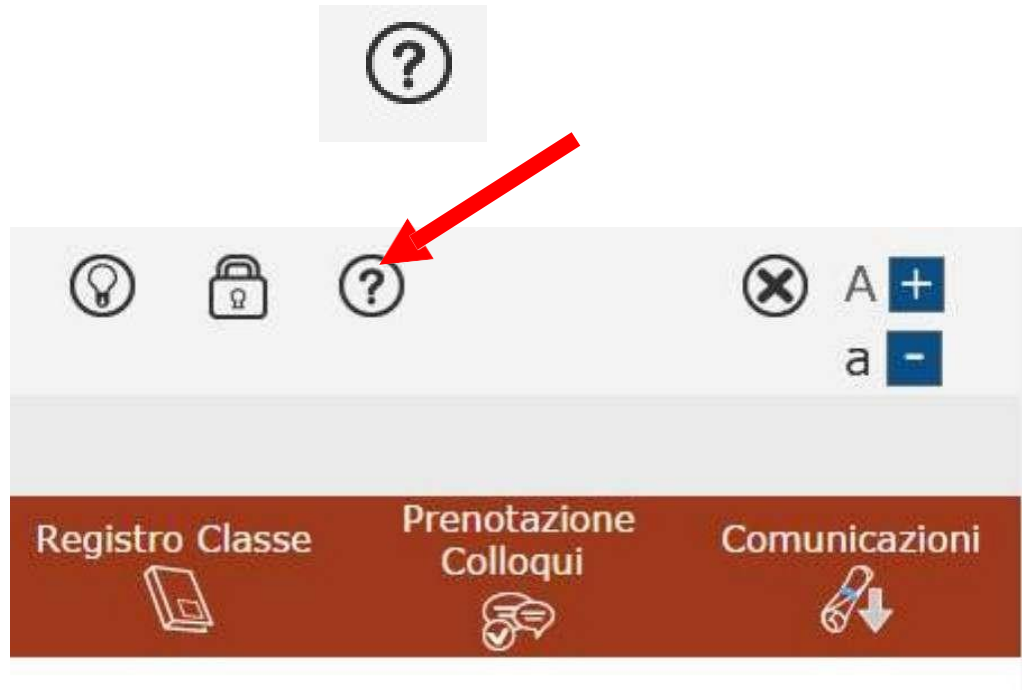 ?
?
A +
a -
Registro Classe
Prenotazione
Colloqui
Comunicazioni